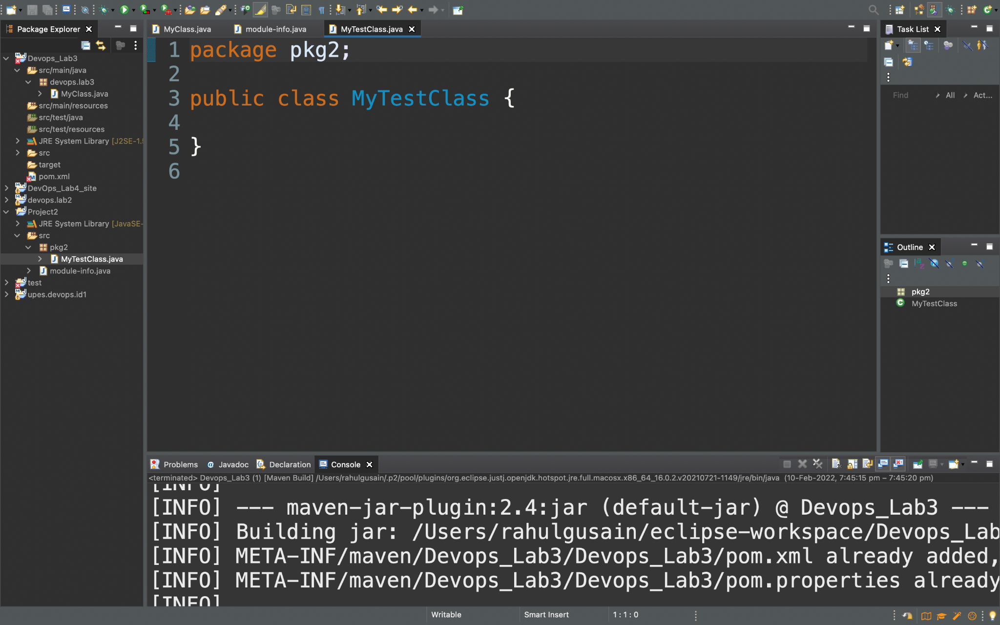 Package Explorer
Devops_Lab3
src/main/java
devops.lab3
MyClass.java
src/main/resources
src/test/java
src/test/resources
JRE System Library [J2SE-1.
src
target
pom.xml
DevOps_Lab4_site
devops.lab2
Project2
JRE System Library [JavaSE-
src
pkg2
MyTestClass.java
module-info.java
test
upes.devops.id1
MyClass.java
module-info.java
MyTestClass.java
1 package pkg2;
2
3 public class MyTestClass {
4
5 }
6
Task List
Find
All
Act...
Outline
pkg2
MyTestClass
Problems
@ Javadoc
Declaration
Console
<terminated> Devops_Lab3 (1) [Maven Build] /Users/rahulgusain/.p2/pool/plugins/org.eclipse.justj.openjdk.hotspot.jre.full.macosx.x86_64_16.0.2.v20210721-1149/jre/bin/java (10-Feb-2022, 7:45:15 pm – 7:45:20 pm)
[INFO]
[INFO] --- maven-jar-plugin:2.4:jar (default-jar) @ Devops_Lab3 ---
[INFO] Building jar: /Users/rahulgusain/eclipse-workspace/Devops_Lab
[INFO] META-INF/maven/Devops_Lab3/Devops_Lab3/pom.xml already added,
[INFO] META-INF/maven/Devops_Lab3/Devops_Lab3/pom.properties already
[INFO]
Writable
Smart Insert
1 : 1 : 0